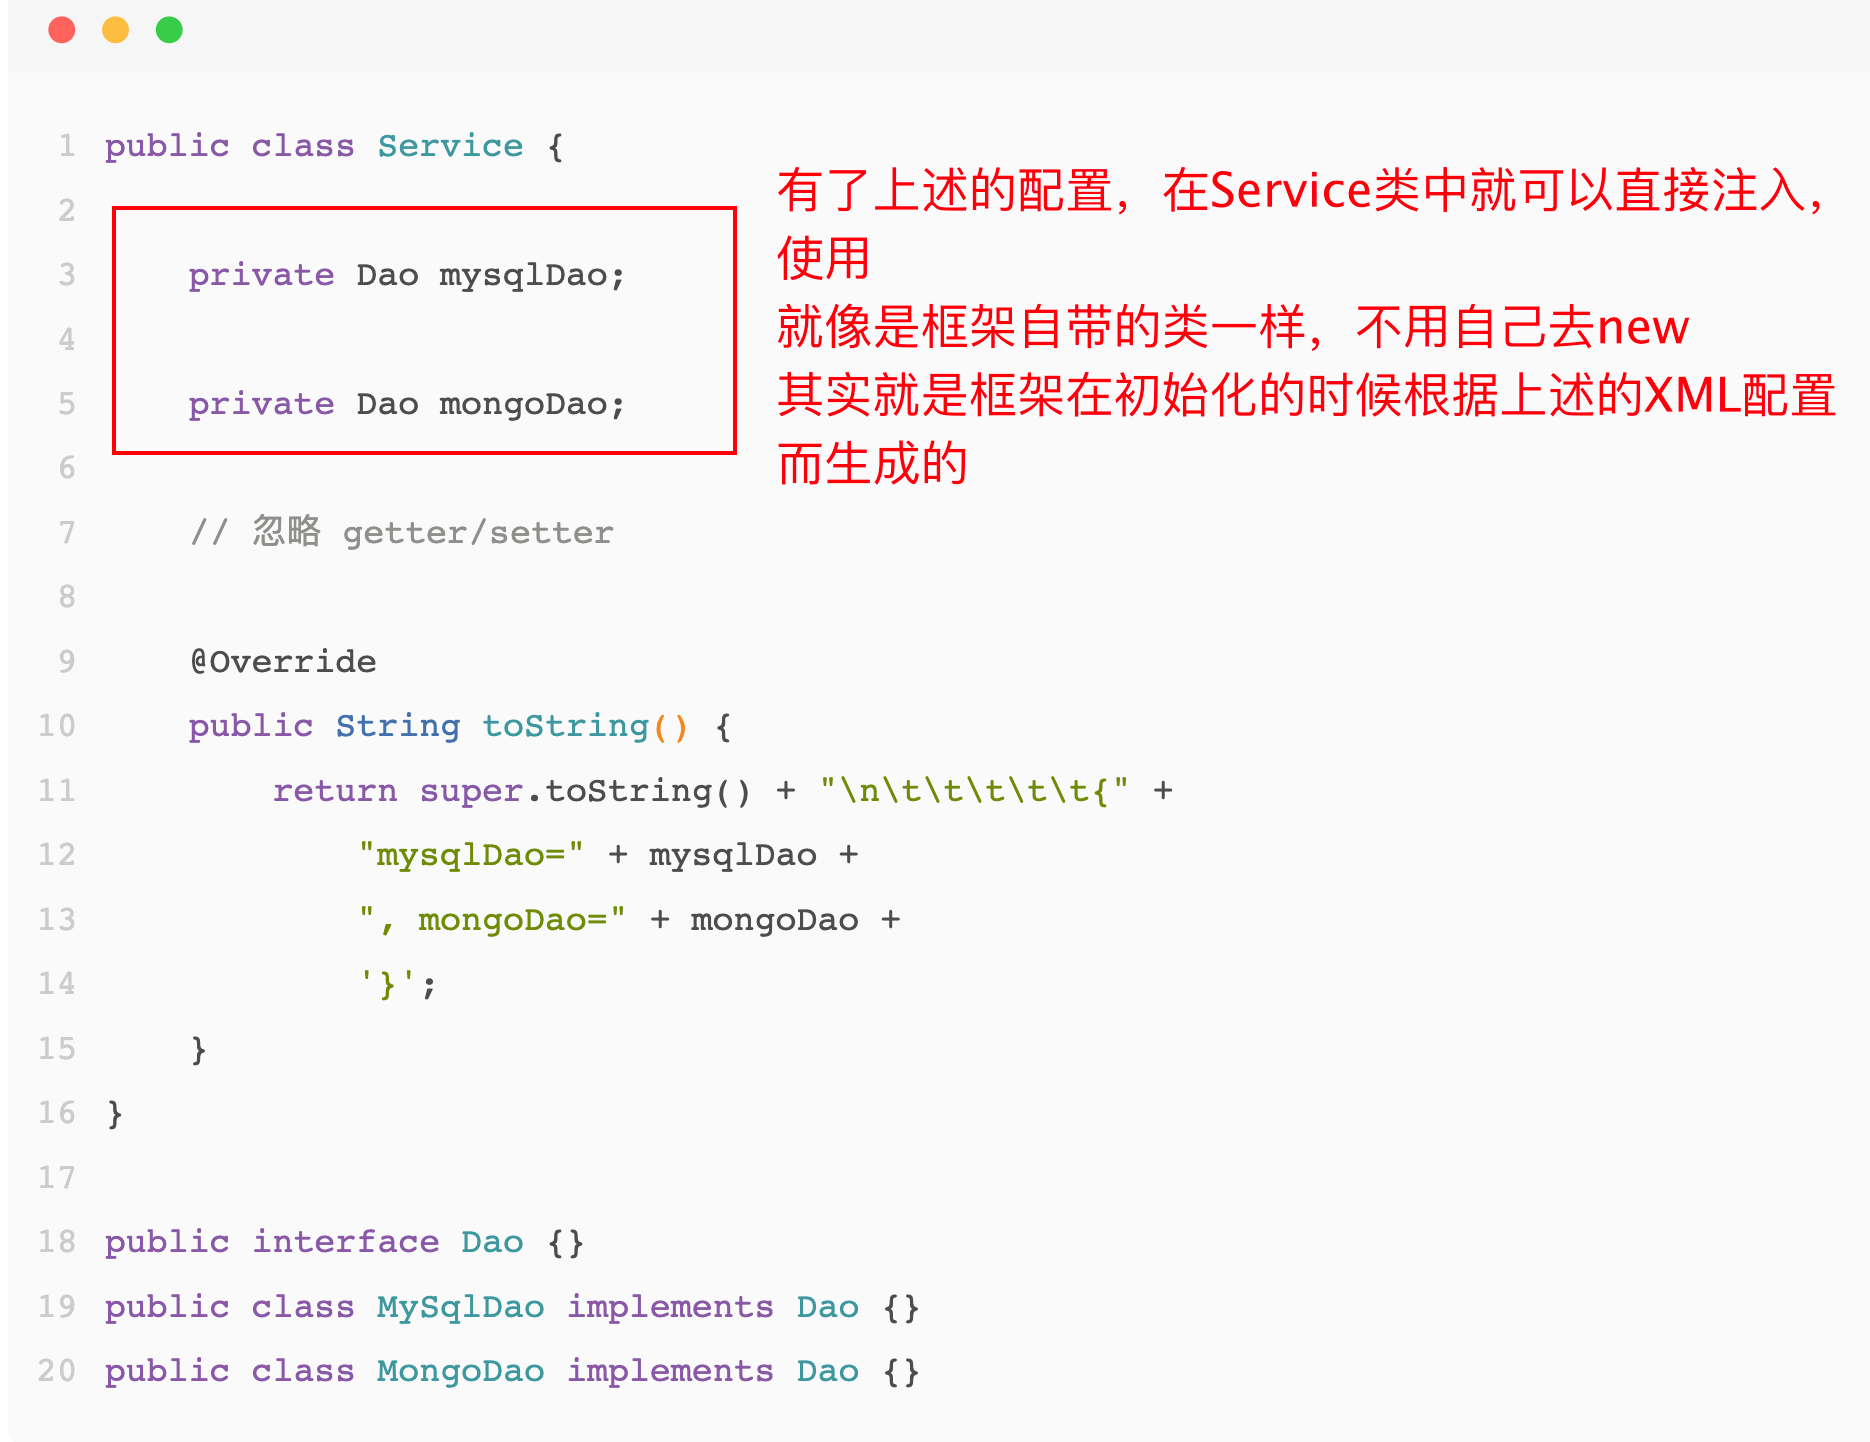 1 public class Service {
有了上述的配置，在Service类中就可以直接注入，
使用
就像是框架自带的类一样，不用自己去new
其实就是框架在初始化的时候根据上述的XML配置
而生成的
2
3     private Dao mysqlDao;
4
5     private Dao mongoDao;
6
7     // 忽略 getter/setter
8
9     @Override
10     public String toString() {
11         return super.toString() + "\n\t\t\t\t\t{" +
12             "mysqlDao=" + mysqlDao +
13             ", mongoDao=" + mongoDao +
14             '}';
15     }
16 }
17
18 public interface Dao {}
19 public class MySqlDao implements Dao {}
20 public class MongoDao implements Dao {}